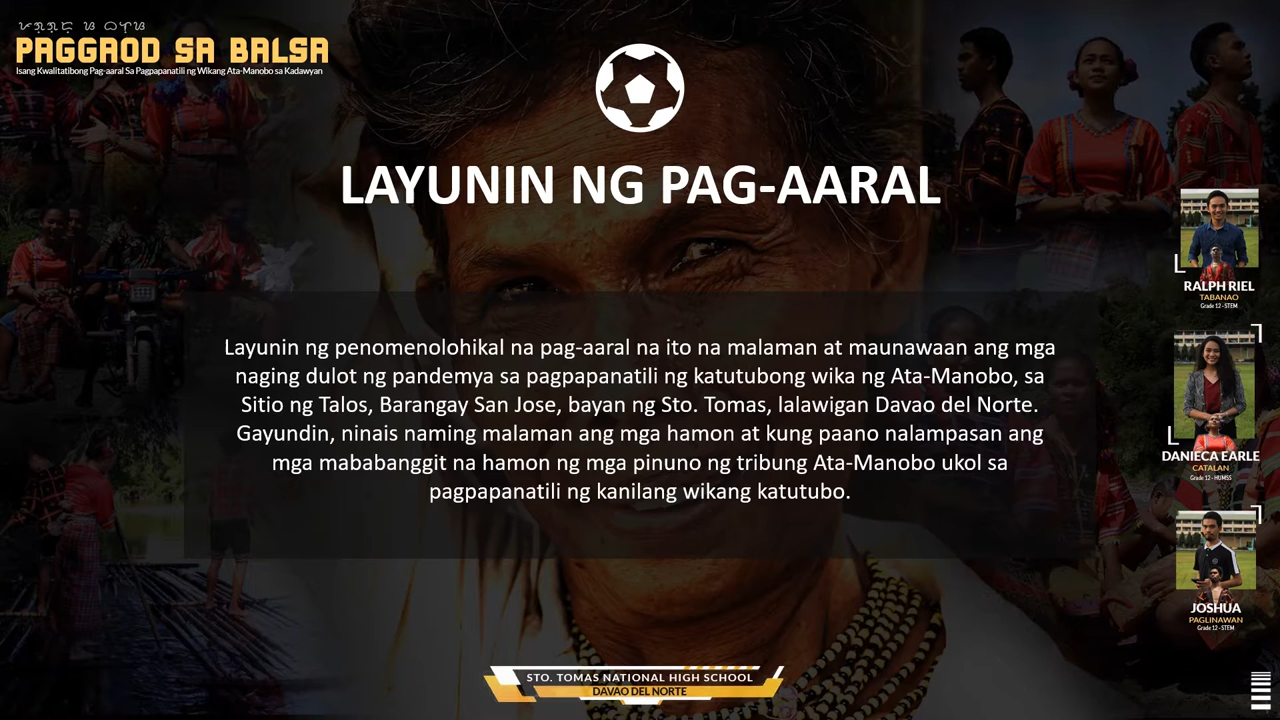 PAGGAOD SA BALSA
Isang Kwalitatibong Pag-aaral Sa Pagpapanatili ng Wikang Ata-Manobo sa Kadawyan
LAYUNIN NG PAG-AARAL
Layunin ng penomenolohikal na pag-aaral na ito na malaman at maunawaan ang mga
naging dulot ng pandemya sa pagpapanatili ng katutubong wika ng Ata-Manobo, sa
Sitio ng Talos, Barangay San Jose, bayan ng Sto. Tomas, lalawigan Davao del Norte.
Gayundin, ninais naming malaman ang mga hamon at kung paano nalampasan ang
mga mababanggit na hamon ng mga pinuno ng tribung Ata-Manobo ukol sa
pagpapanatili ng kanilang wikang katutubo.
RALPH RIEL
TABANAO
Grade 12 - STEM
DANIECA EARLE
CATALAN
Grade 12 - HUMSS
JOSHUA
PAGLINAWAN
Grade 12 - STEM
STO. TOMAS NATIONAL HIGH SCHOOL
DAVAO DEL NORTE